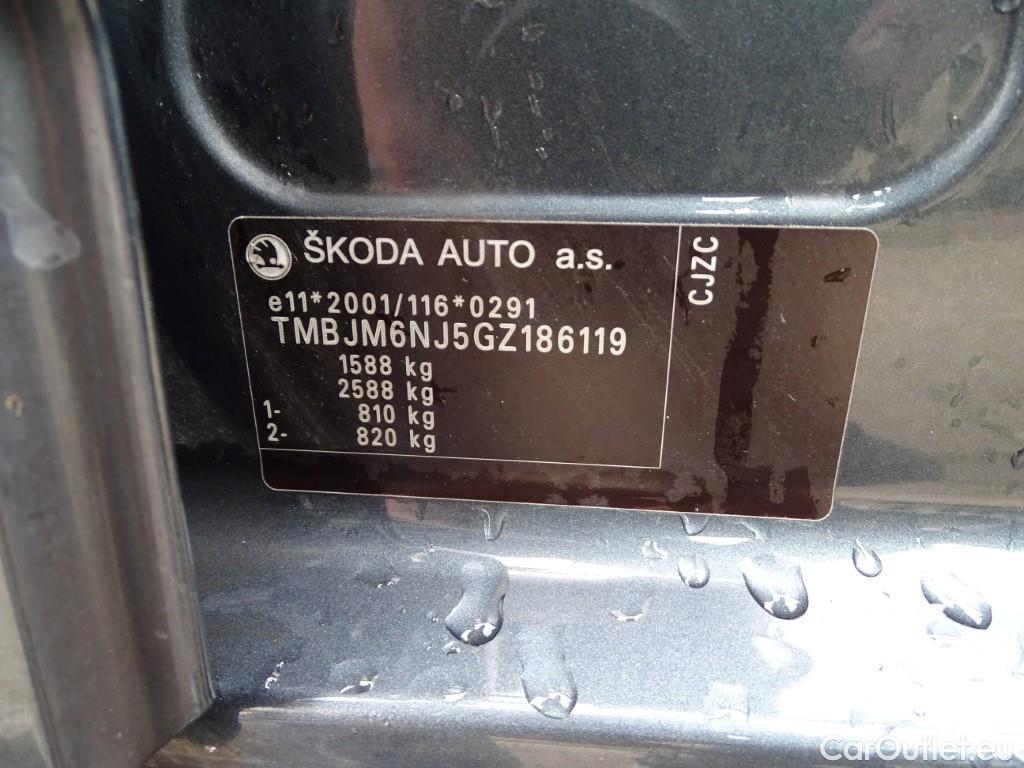 ŠKODA AUTO a.s.
e11*2001/116*0291
TMBJM6NJ5GZ186119
1588 kg
2588 kg
1- 810 kg
2- 820 kg
CJZC
CarOutlet.eu